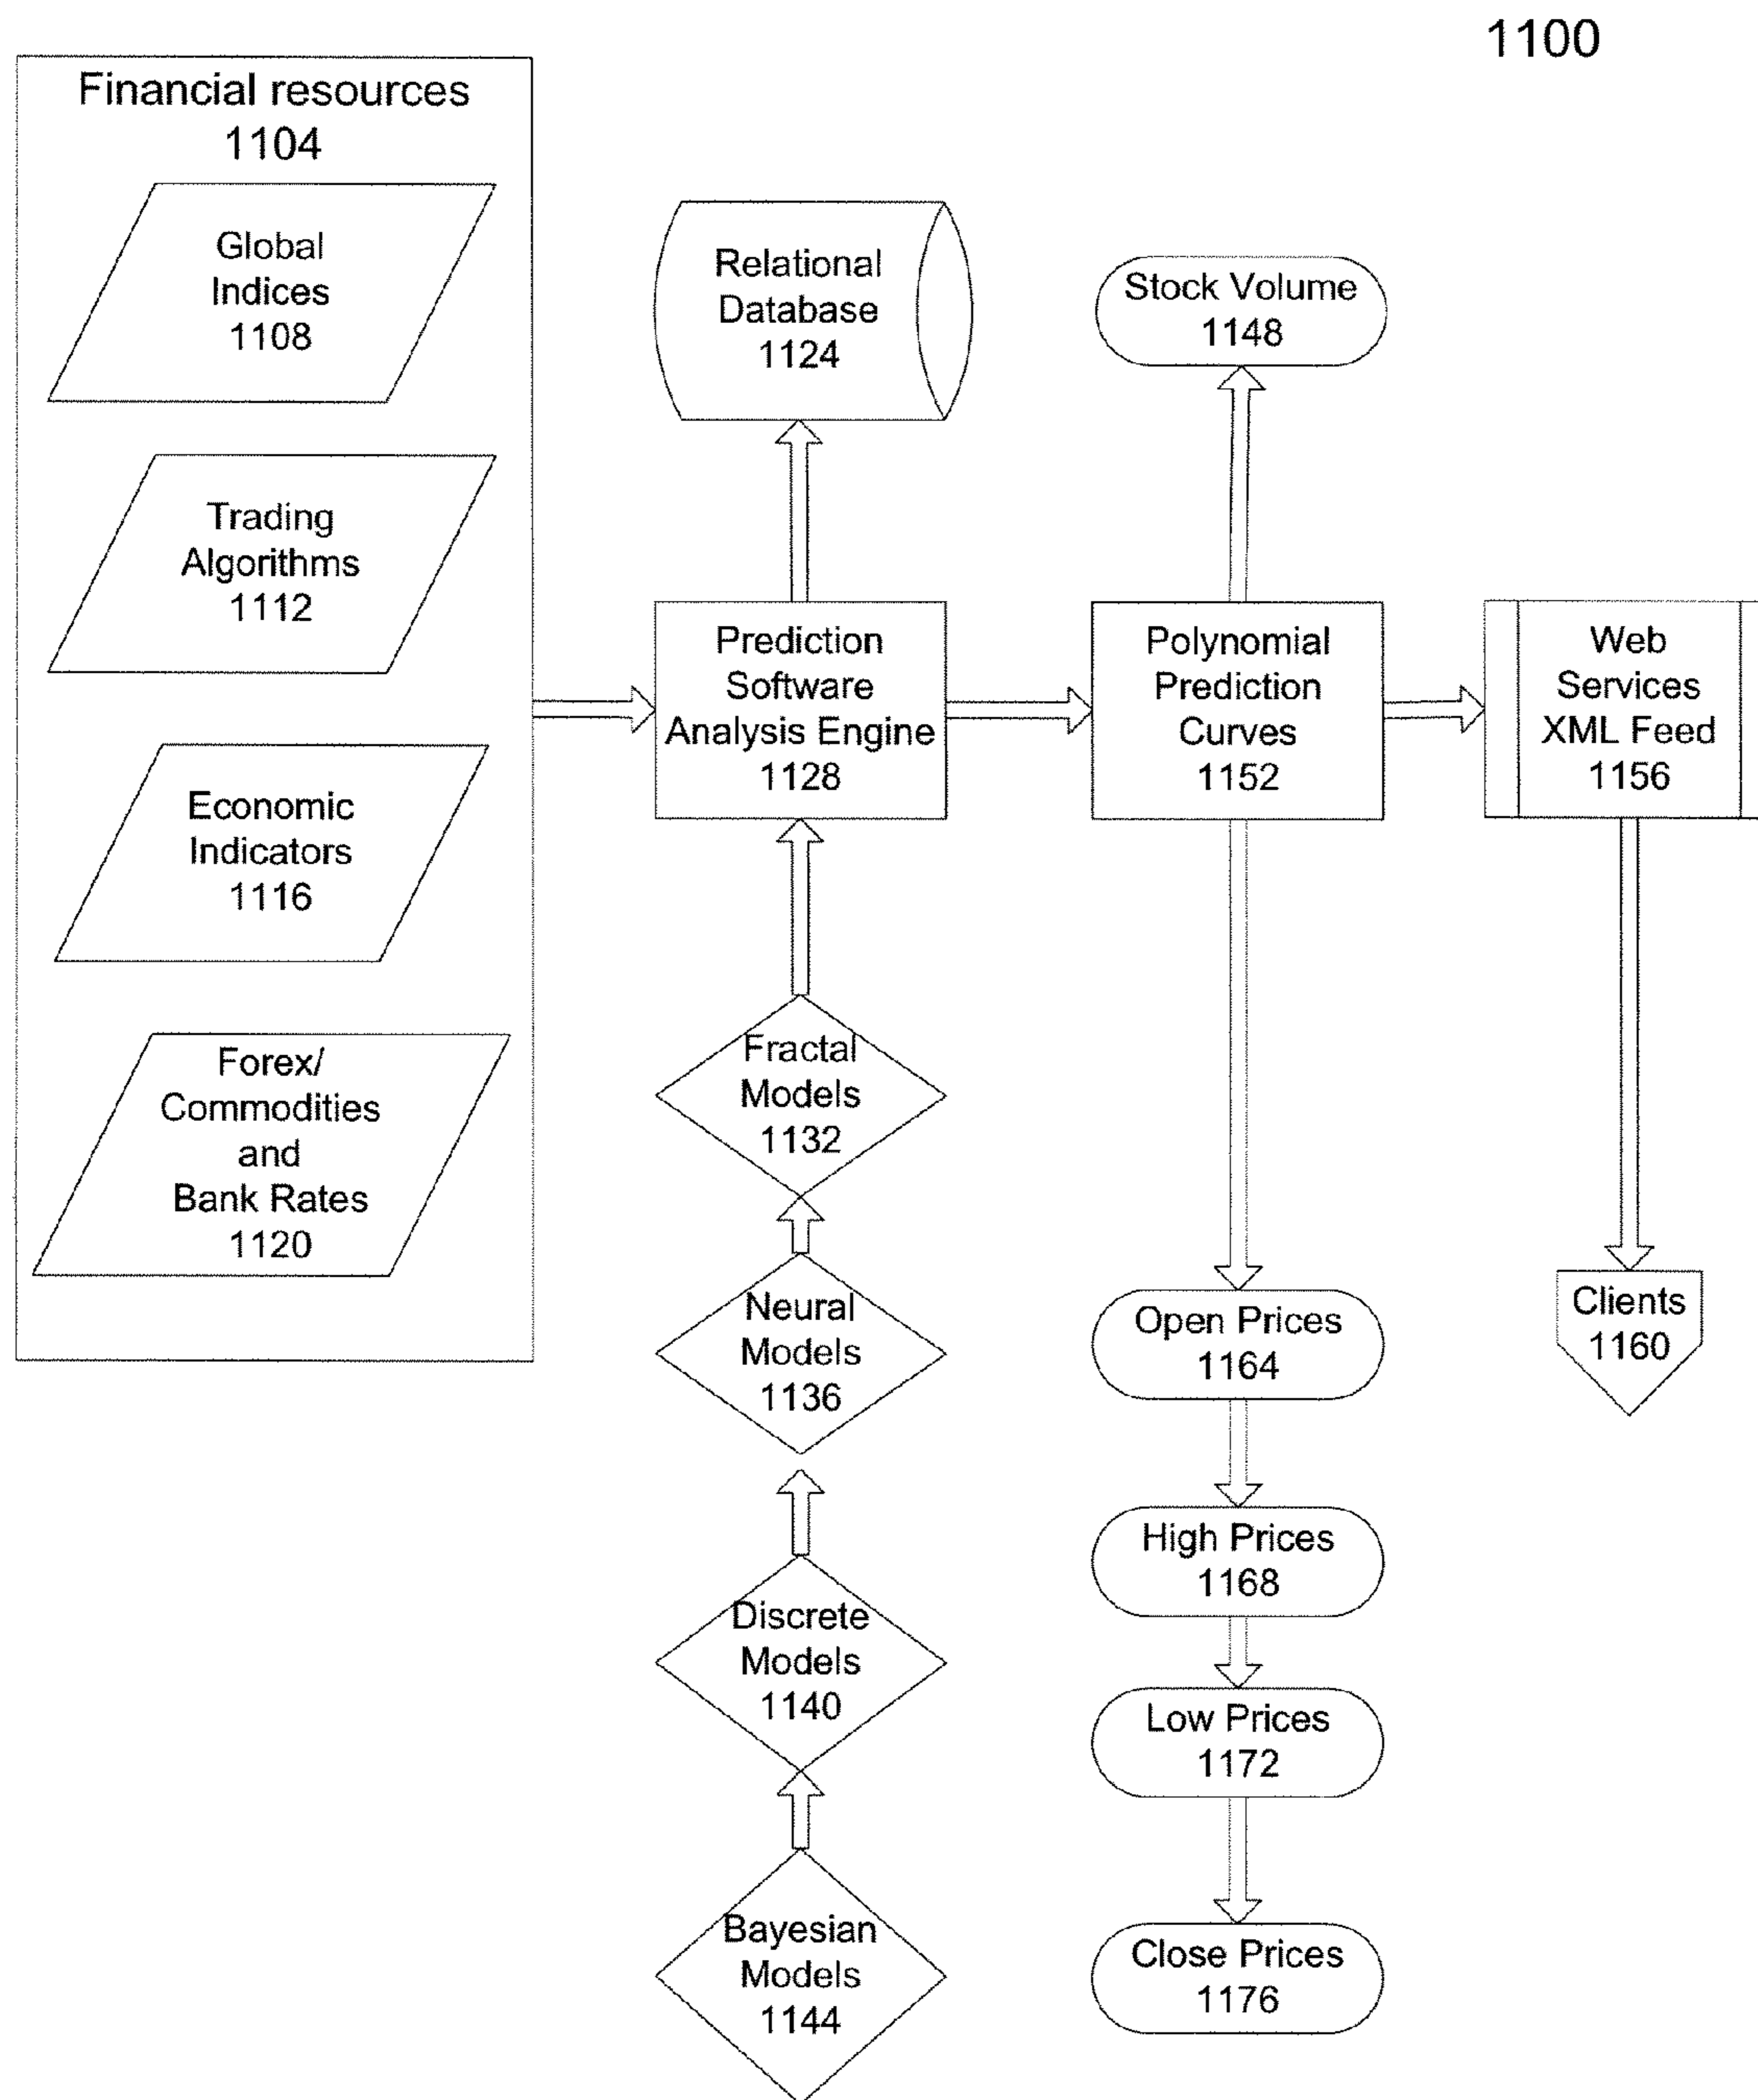 1100
Financial resources
1104
Global
Indices
1108
Trading
Algorithms
1112
Economic
Indicators
1116
Forex/
Commodities
and
Bank Rates
1120
Relational
Database
1124
Prediction
Software
Analysis Engine
1128
Fractal
Models
1132
Neural
Models
1136
Discrete
Models
1140
Bayesian
Models
1144
Stock Volume
1148
Polynomial
Prediction
Curves
1152
Open Prices
1164
High Prices
1168
Low Prices
1172
Close Prices
1176
Web
Services
XML Feed
1156
Clients
1160